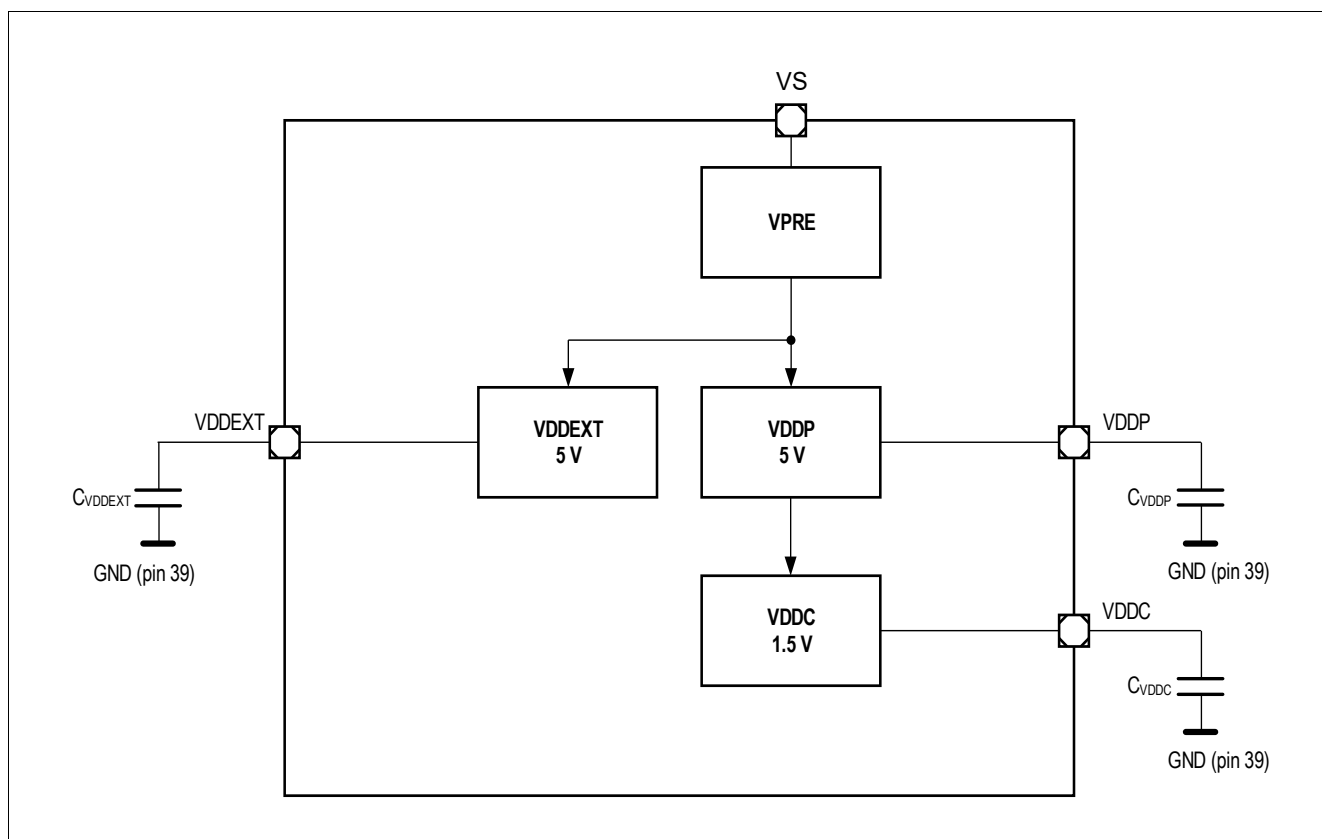 VS
VPRE
VDDEXT
VDDEXT
5 V
VDDP
5 V
VDDP
CVDDEXT
GND (pin 39)
CVDDP
GND (pin 39)
VDDC
1.5 V
VDDC
CVDDC
GND (pin 39)